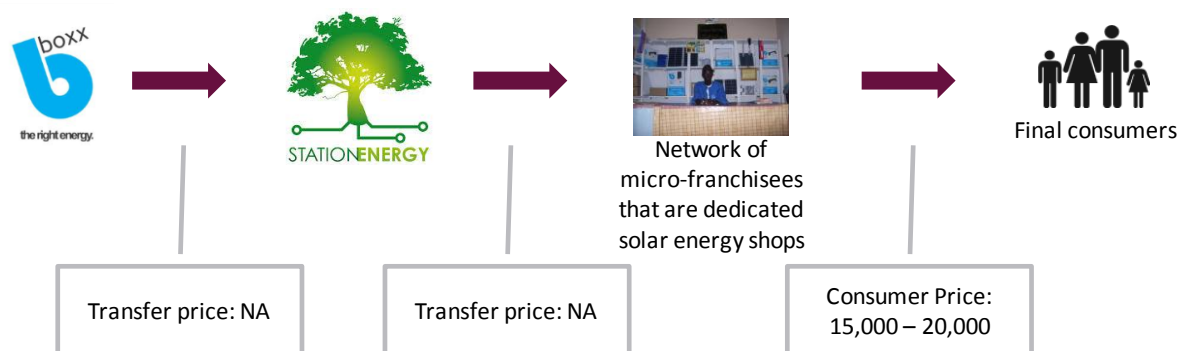 boxx
b
the right energy.
STATIONENERGY
Network of
micro-franchisees
that are dedicated
solar energy shops
Final consumers
Transfer price: NA
Transfer price: NA
Consumer Price:
15,000 – 20,000